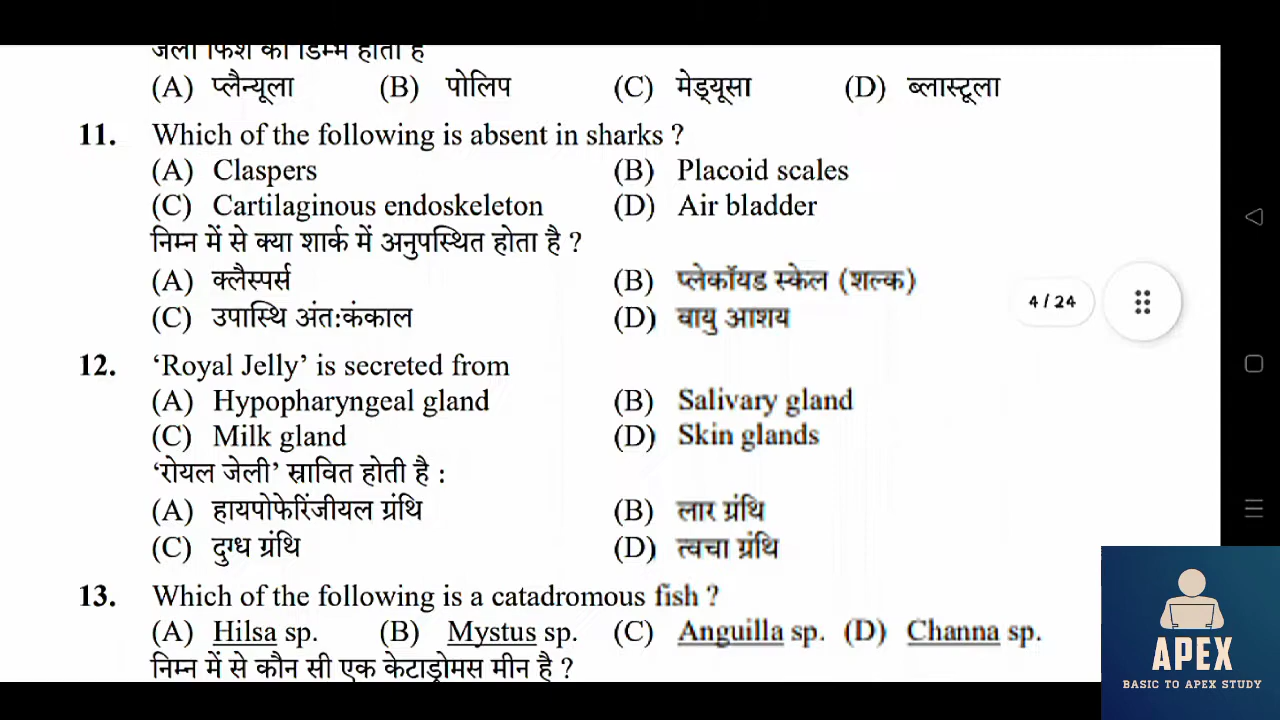 जेली फिश का डिम्भ होता है
(A) प्लैन्यूला (B) पोलिप (C) मेड्यूसा (D) ब्लास्टूला
11. Which of the following is absent in sharks ?
(A) Claspers (B) Placoid scales
(C) Cartilaginous endoskeleton (D) Air bladder
निम्न में से क्या शार्क में अनुपस्थित होता है ?
(A) क्लैस्पर्स (B) प्लेकॉयड स्केल (शल्क)
(C) उपास्थि अंत:कंकाल (D) वायु आशय
4 / 24
12. ‘Royal Jelly’ is secreted from
(A) Hypopharyngeal gland (B) Salivary gland
(C) Milk gland (D) Skin glands
‘रोयल जेली’ स्रावित होती है :
(A) हायपोफेरिंजीयल ग्रंथि (B) लार ग्रंथि
(C) दुग्ध ग्रंथि (D) त्वचा ग्रंथि
13. Which of the following is a catadromous fish ?
(A) Hilsa sp. (B) Mystus sp. (C) Anguilla sp. (D) Channa sp.
निम्न में से कौन सी एक केटाड्रोमस मीन है ?
APEX
BASIC TO APEX STUDY